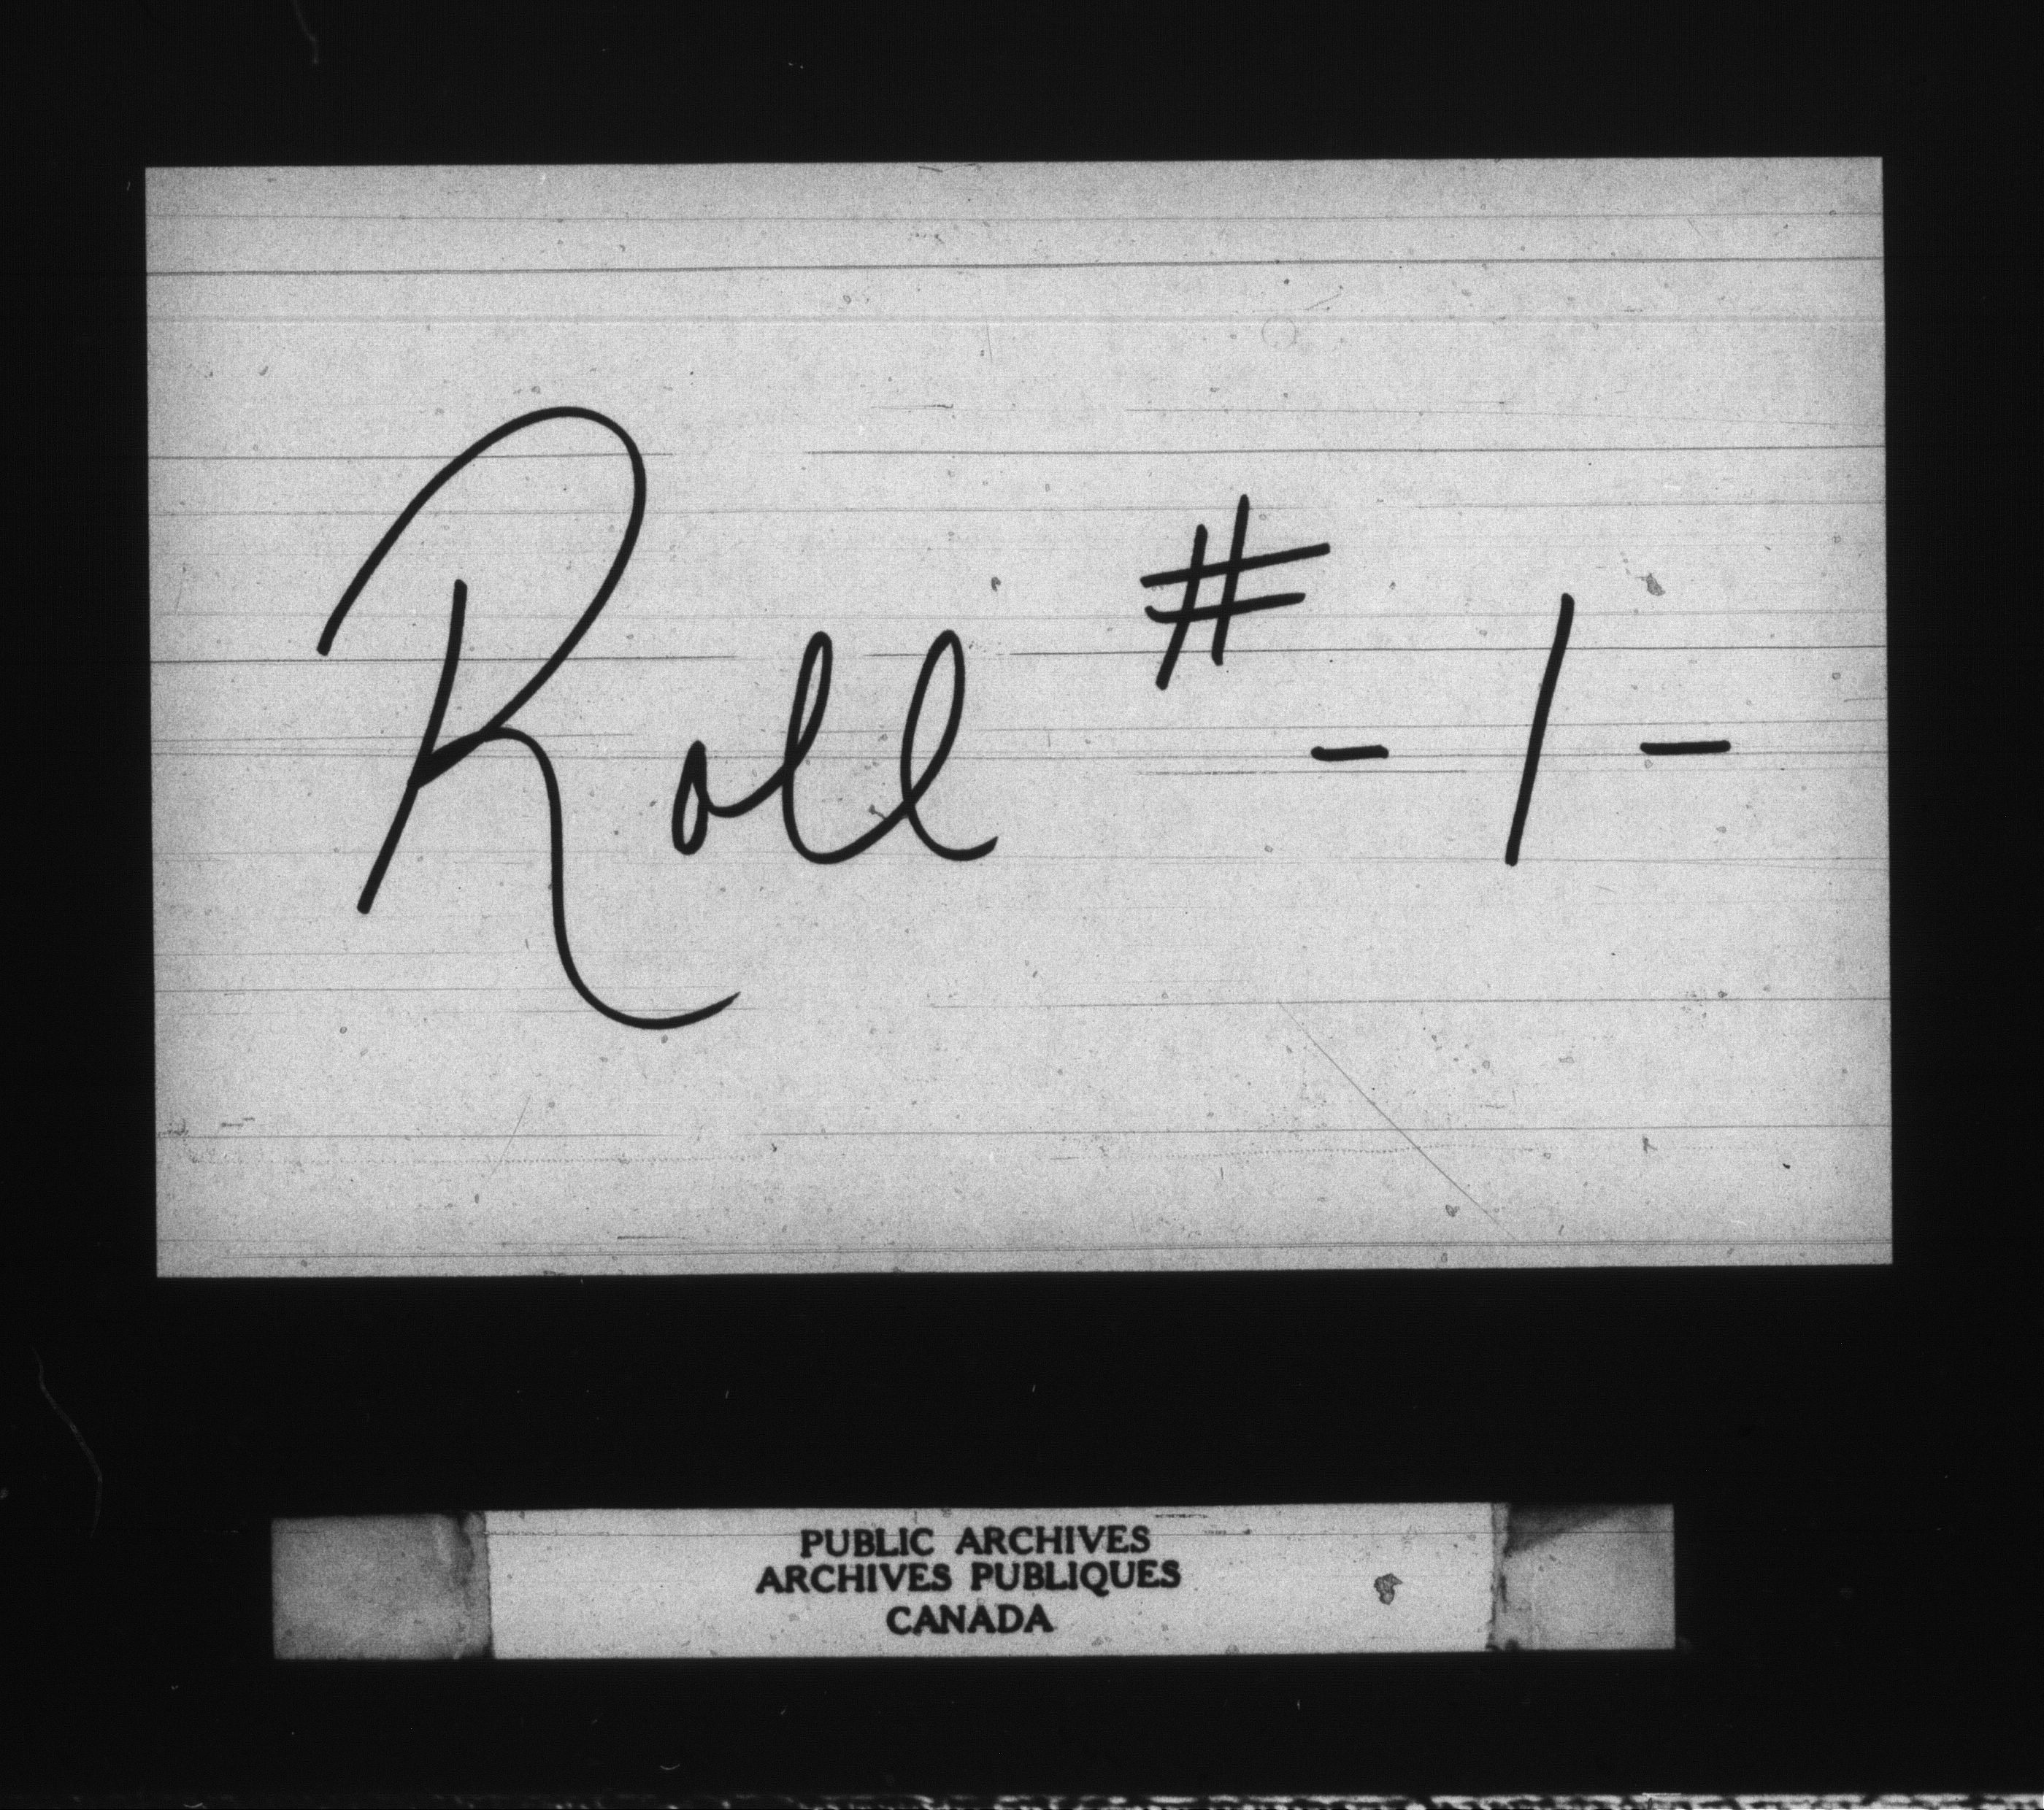 Roll # - 1 -
PUBLIC ARCHIVES
ARCHIVES PUBLIQUES
CANADA